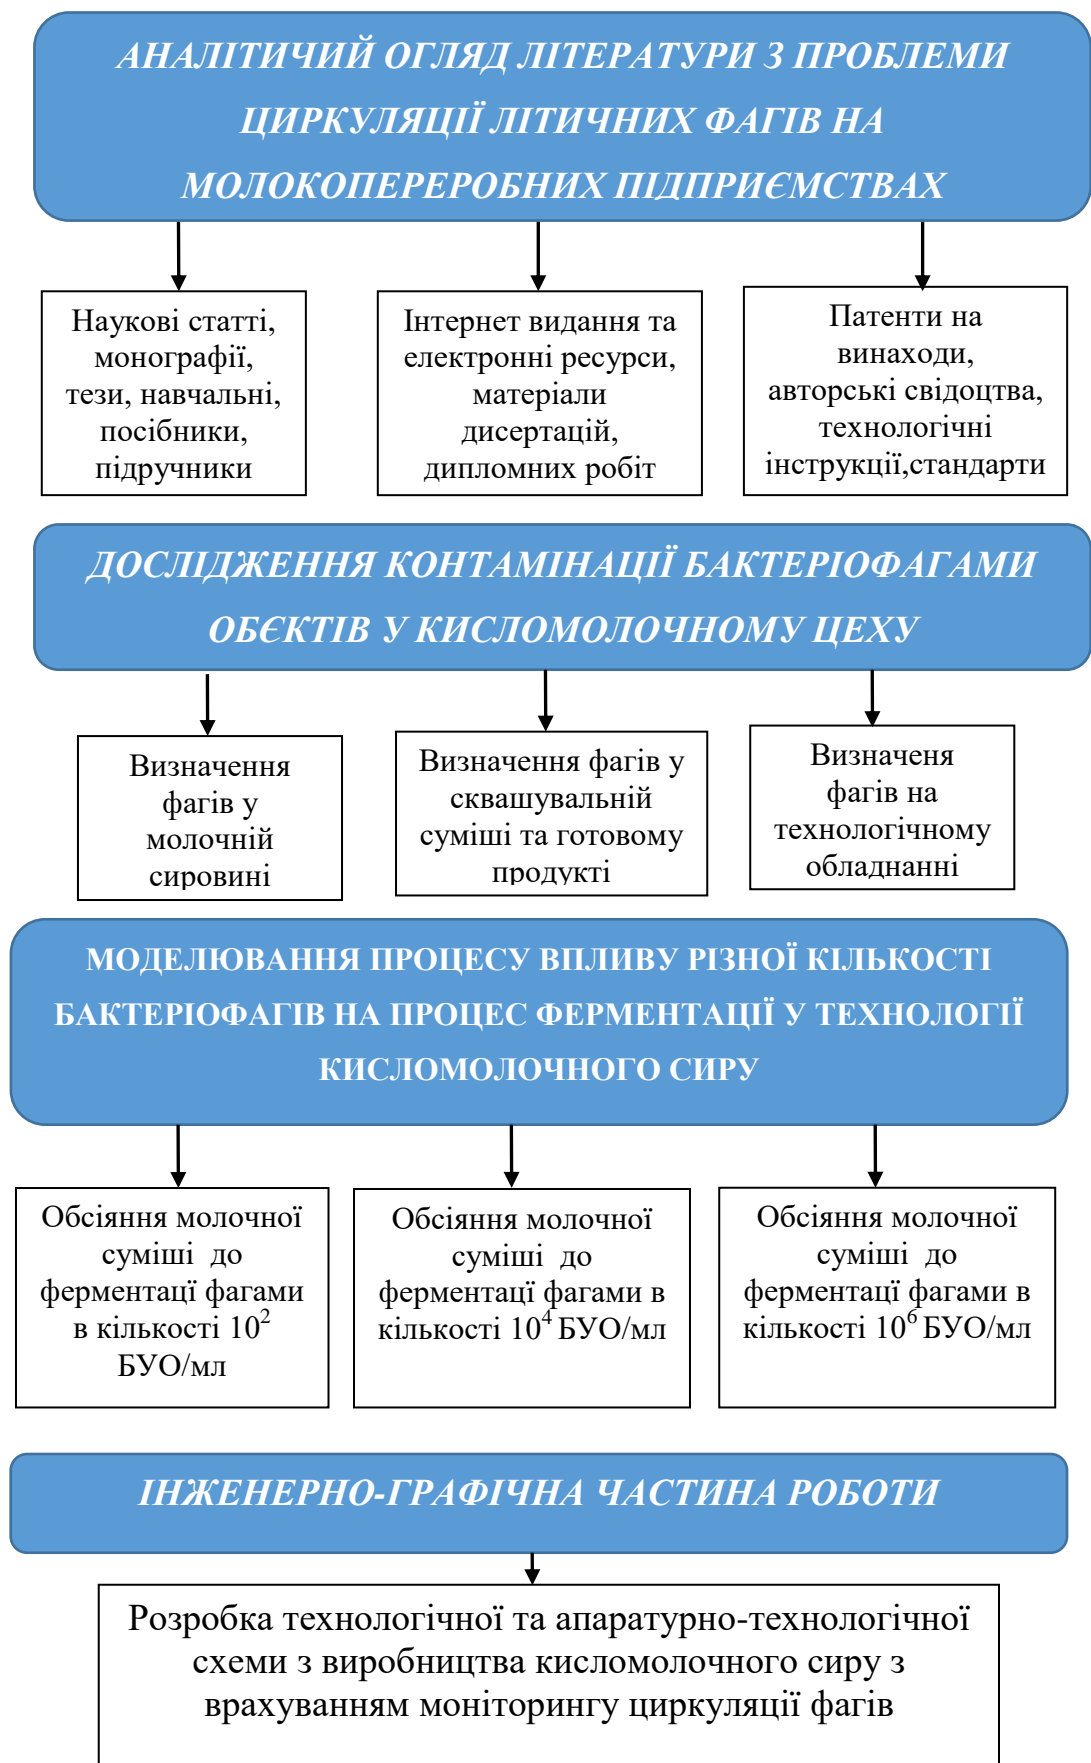 АНАЛІТИЧИЙ ОГЛЯД ЛІТЕРАТУРИ З ПРОБЛЕМИ
ЦИРКУЛЯЦІЇ ЛІТИЧНИХ ФАГІВ НА
МОЛОКОПЕРЕРОБНИХ ПІДПРИЄМСТВАХ
Наукові статті,
монографії,
тези, навчальні,
посібники,
підручники
Інтернет видання та
електронні ресурси,
матеріали
дисертацій,
дипломних робіт
Патенти на
винаходи,
авторські свідоцтва,
технологічні
інструкції,стандарти
ДОСЛІДЖЕННЯ КОНТАМІНАЦІЇ БАКТЕРІОФАГАМИ
ОБЄКТІВ У КИСЛОМОЛОЧНОМУ ЦЕХУ
Визначення
фагів у
молочній
сировині
Визначення фагів у
сквашувальній
суміші та готовому
продукті
Визначеня
фагів на
технологічному
обладнанні
МОДЕЛЮВАННЯ ПРОЦЕСУ ВПЛИВУ РІЗНОЇ КІЛЬКОСТІ
БАКТЕРІОФАГІВ НА ПРОЦЕС ФЕРМЕНТАЦІЇ У ТЕХНОЛОГІЇ
КИСЛОМОЛОЧНОГО СИРУ
Обсіяння молочної
суміші до
ферментації фагами
в кількості 10²
БУО/мл
Обсіяння молочної
суміші до
ферментації фагами в
кількості 10⁴ БУО/мл
Обсіяння молочної
суміші до
ферментації фагами в
кількості 10⁶ БУО/мл
ІНЖЕНЕРНО-ГРАФІЧНА ЧАСТИНА РОБОТИ
Розробка технологічної та апаратурно-технологічної
схеми з виробництва кисломолочного сиру з
врахуванням моніторингу циркуляції фагів